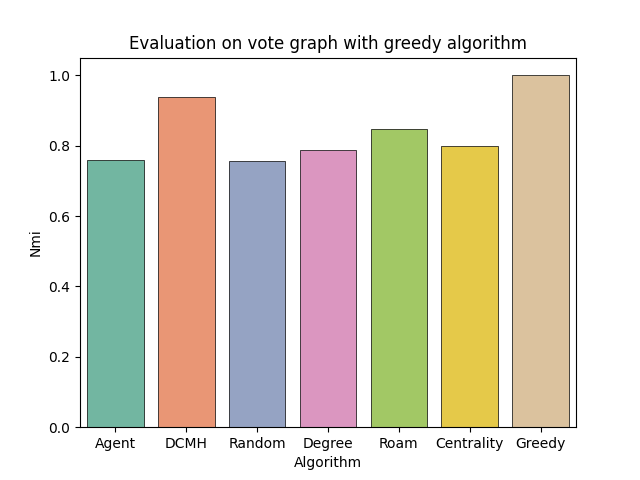 Evaluation on vote graph with greedy algorithm
1.0
0.8
0.6
0.4
0.2
0.0
Nmi
Agent DCMH Random Degree Roam Centrality Greedy
Algorithm